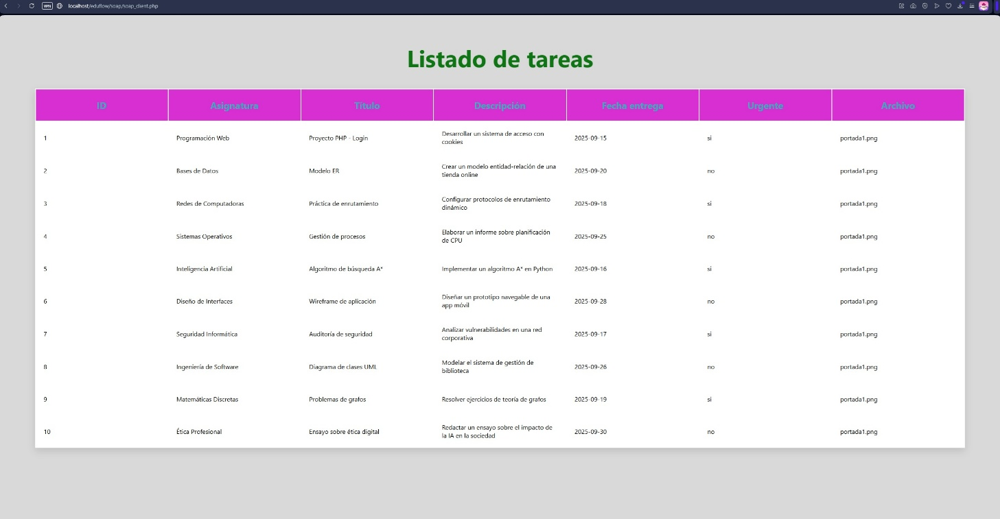 VPN localhost/eduflow/soap/soap_client.php
Listado de tareas
ID Asignatura Titulo Descripción Fecha entrega Urgente Archivo
1 Programación Web Proyecto PHP - Login Desarrollar un sistema de acceso con
cookies 2025-09-15 si portada1.png
2 Bases de Datos Modelo ER Crear un modelo entidad-relación de una
tienda online 2025-09-20 no portada1.png
3 Redes de Computadoras Práctica de enrutamiento Configurar protocolos de enrutamiento
dinámico 2025-09-18 si portada1.png
4 Sistemas Operativos Gestión de procesos Elaborar un informe sobre planificación
de CPU 2025-09-25 no portada1.png
5 Inteligencia Artificial Algoritmo de búsqueda A* Implementar un algoritmo A* en Python 2025-09-16 si portada1.png
6 Diseño de Interfaces Wireframe de aplicación Diseñar un prototipo navegable de una
app móvil 2025-09-28 no portada1.png
7 Seguridad Informática Auditoría de seguridad Analizar vulnerabilidades en una red
corporativa 2025-09-17 si portada1.png
8 Ingeniería de Software Diagrama de clases UML Modelar el sistema de gestión de
biblioteca 2025-09-26 no portada1.png
9 Matemáticas Discretas Problemas de grafos Resolver ejercicios de teoría de grafos 2025-09-19 si portada1.png
10 Ética Profesional Ensayo sobre ética digital Redactar un ensayo sobre el impacto de
la IA en la sociedad 2025-09-30 no portada1.png